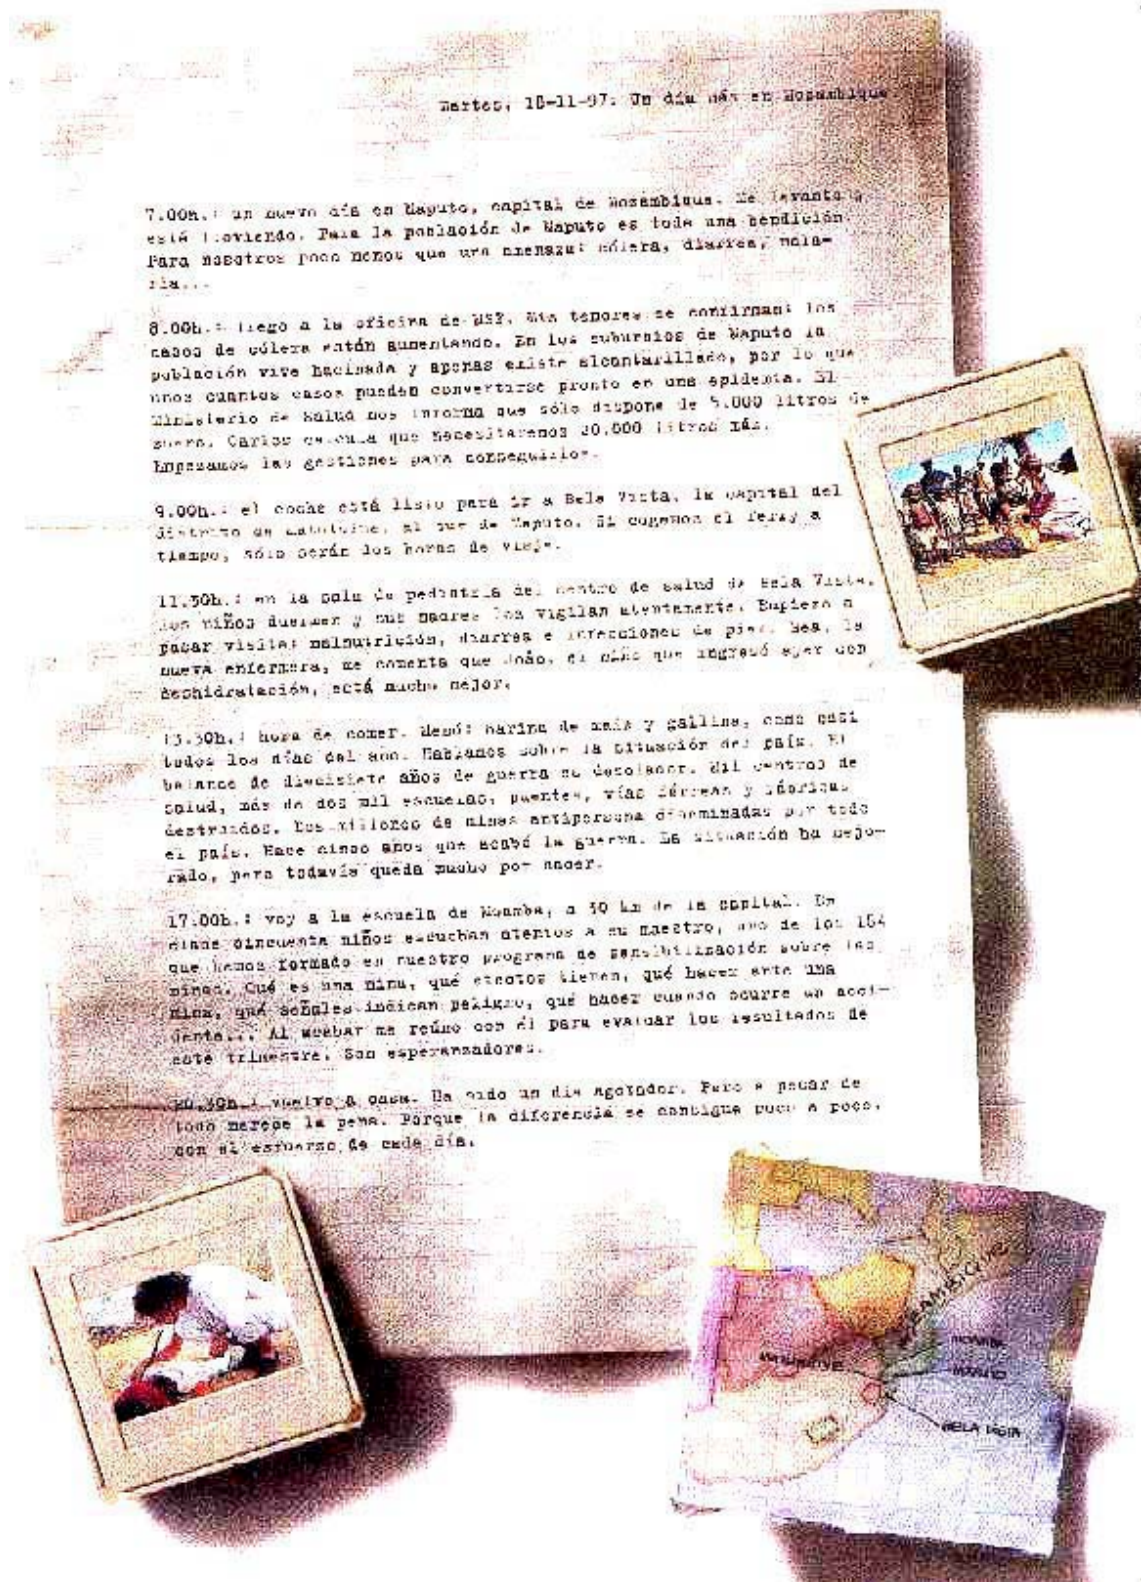 Martes, 18-11-97: Un día más en Mozambique
7.00h.: un nuevo día en Maputo, capital de Mozambique. Me levanto y
está lloviendo. Para la población de Maputo es toda una bendición
Para nosotros poco menos que una amenaza: cólera, diarrea, mala-
ria...
8.00h.: llego a la oficina de MSF. Mis temores se confirman: los
casos de cólera están aumentando. En los suburbios de Maputo la
población vive hacinada y apenas existe alcantarillado, por lo que
unos cuantos casos pueden convertirse pronto en una epidemia. El
Ministerio de Salud nos informa que sólo dispone de 5.000 litros de
suero. Carlos calcula que necesitaremos 20.000 litros más.
Empezamos las gestiones para conseguirlos.
9.00h.: el coche está listo para ir a Bela Vista, la capital del
distrito de Matutuine, al sur de Maputo. Si cogemos el ferry a
tiempo, sólo serán dos horas de viaje.
11.30h.: en la sala de pediatría del centro de salud de Bela Vista,
los niños duermen y sus madres los vigilan atentamente. Empiezo a
pasar visita: malnutrición, diarrea e infecciones de piel. Bea, la
nueva enfermera, me comenta que João, el niño que ingresó ayer con
deshidratación, está mucho mejor.
13.30h.: hora de comer. Menú: harina de maíz y gallina, como casi
todos los días del año. Hablamos sobre la situación del país. El
balance de diecisiete años de guerra es desolador. Mil centros de
salud, más de dos mil escuelas, puentes, vías férreas y fábricas
destruidos. Dos millones de minas antipersona diseminadas por todo
el país. Hace cinco años que acabó la guerra. La situación ha mejo-
rado, pero todavía queda mucho por hacer.
17.00h.: voy a la escuela de Moamba, a 30 km de la capital. En
clase cincuenta niños escuchan atentos a su maestro, uno de los 184
que hemos formado en nuestro programa de sensibilización sobre las
minas. Qué es una mina, qué efectos tienen, qué hacer ante una
mina, qué señales indican peligro, qué hacer cuando ocurre un acci-
dente... Al acabar me reúno con él para evaluar los resultados de
este trimestre. Son esperanzadores.
20.30h.: vuelvo a casa. Ha sido un día agotador. Pero a pesar de
todo merece la pena. Porque la diferencia se consigue poco a poco,
con el esfuerzo de cada día.
MOZAMBIQUE
MOAMBA
MAPUTO
BELA VISTA